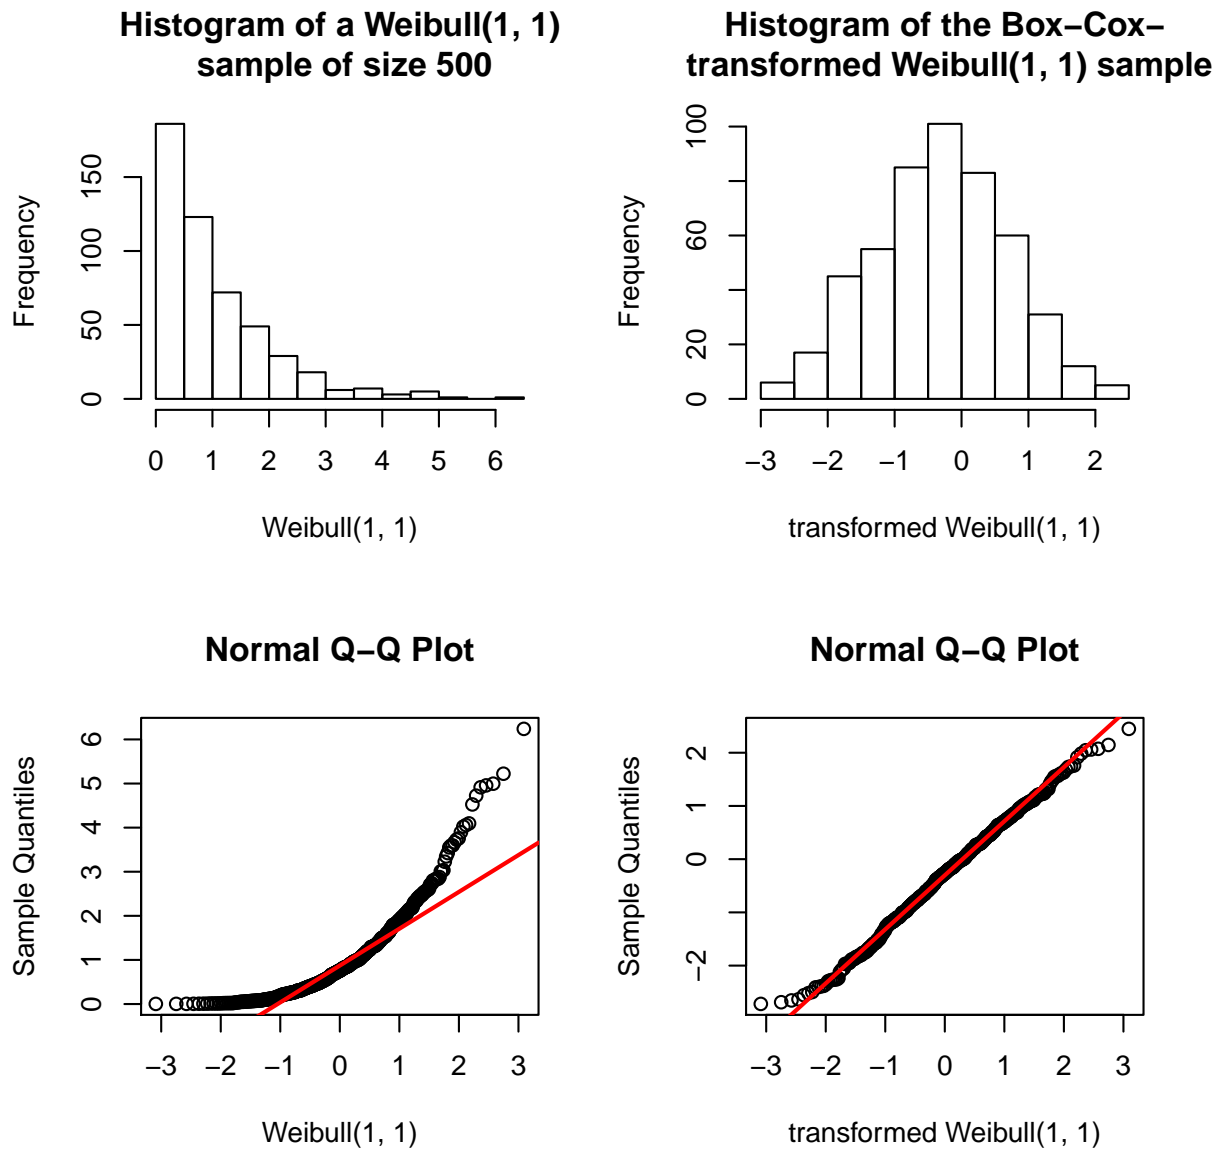 Histogram of a Weibull(1, 1)
sample of size 500
Frequency
0
50
100
150
0 1 2 3 4 5 6
Weibull(1, 1)
Histogram of the Box−Cox−
transformed Weibull(1, 1) sample
Frequency
0
20
60
100
−3 −2 −1 0 1 2
transformed Weibull(1, 1)
Normal Q−Q Plot
Sample Quantiles
0
1
2
3
4
5
6
−3 −2 −1 0 1 2 3
Weibull(1, 1)
Normal Q−Q Plot
Sample Quantiles
−2
0
1
2
−3 −2 −1 0 1 2 3
transformed Weibull(1, 1)